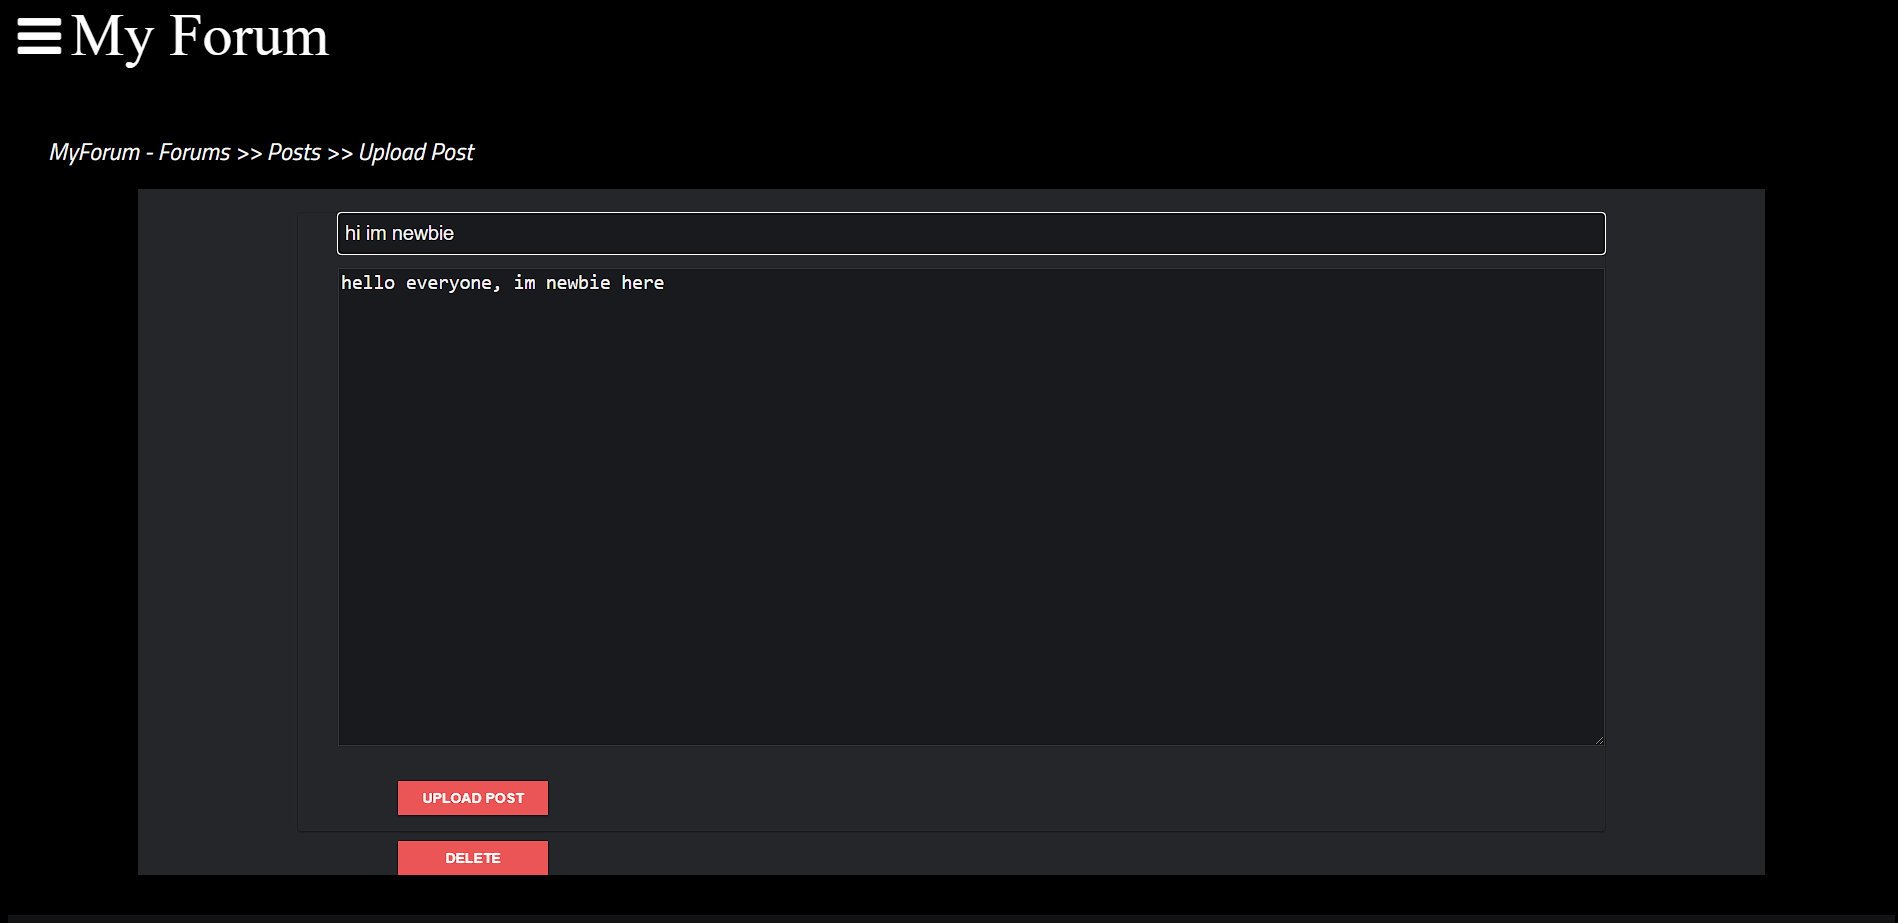 My Forum
MyForum - Forums >> Posts >> Upload Post
hi im newbie
hello everyone, im newbie here
UPLOAD POST
DELETE